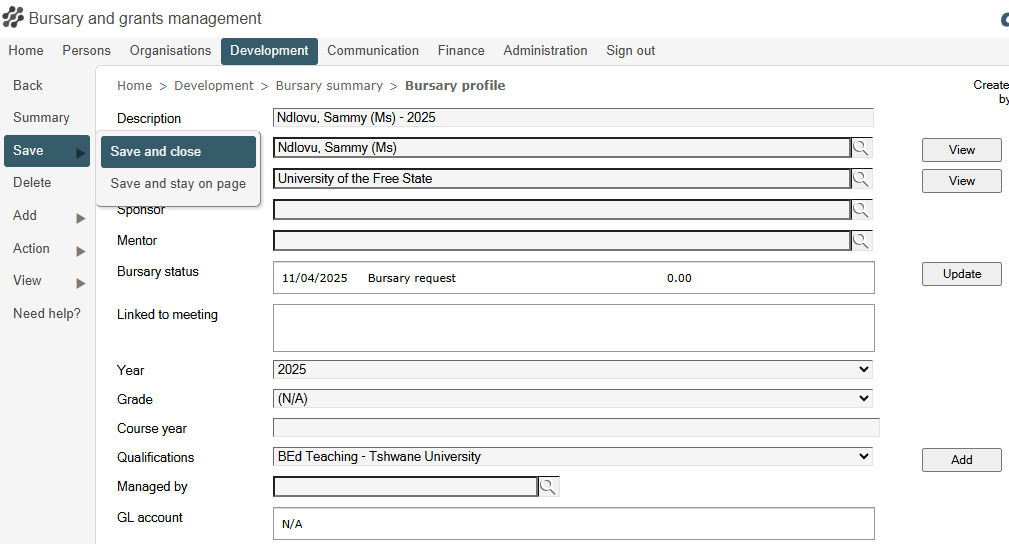 Bursary and grants management
Home Persons Organisations Development Communication Finance Administration Sign out
Back
Summary
Save
Delete
Add
Action
View
Need help?
Save and close
Save and stay on page
Home > Development > Bursary summary > Bursary profile
Create
by
Description Ndlovu, Sammy (Ms) - 2025
Ndlovu, Sammy (Ms) View
University of the Free State View
Sponsor
Mentor
Bursary status 11/04/2025 Bursary request 0.00 Update
Linked to meeting
Year 2025
Grade (N/A)
Course year
Qualifications BEd Teaching - Tshwane University Add
Managed by
GL account N/A